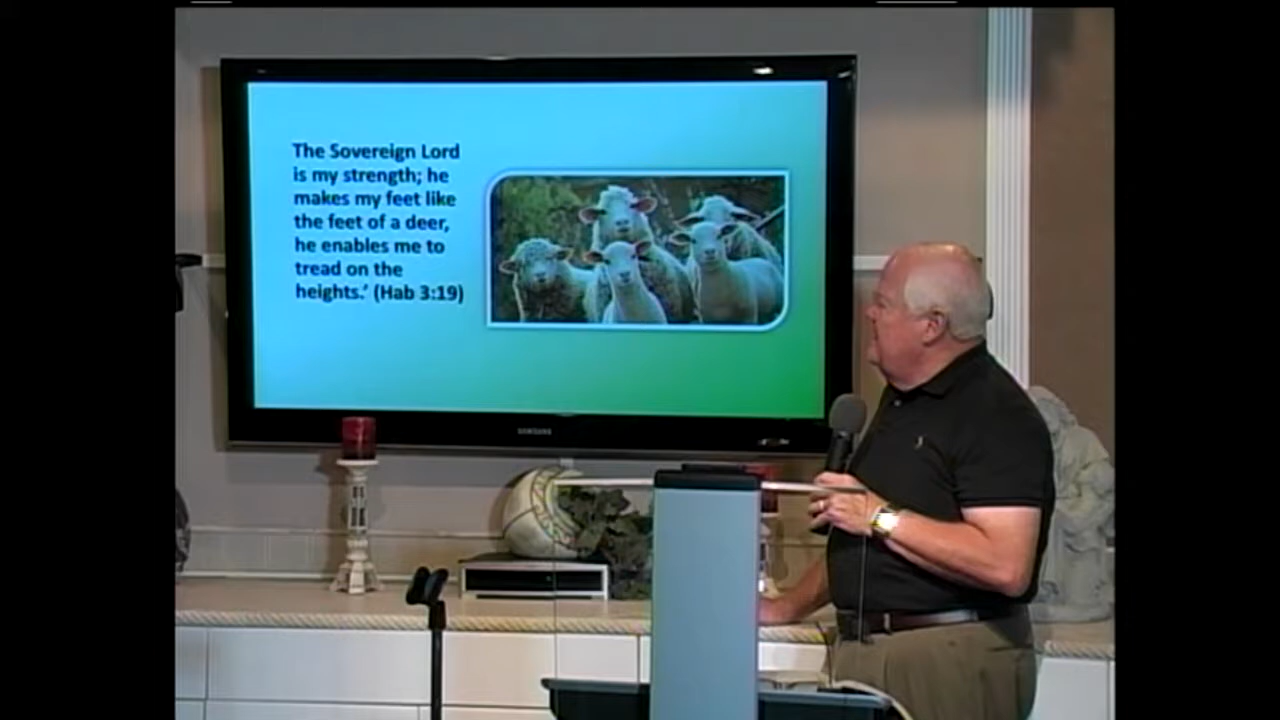 The Sovereign Lord
is my strength; he
makes my feet like
the feet of a deer,
he enables me to
tread on the
heights.’ (Hab 3:19)
SAMSUNG